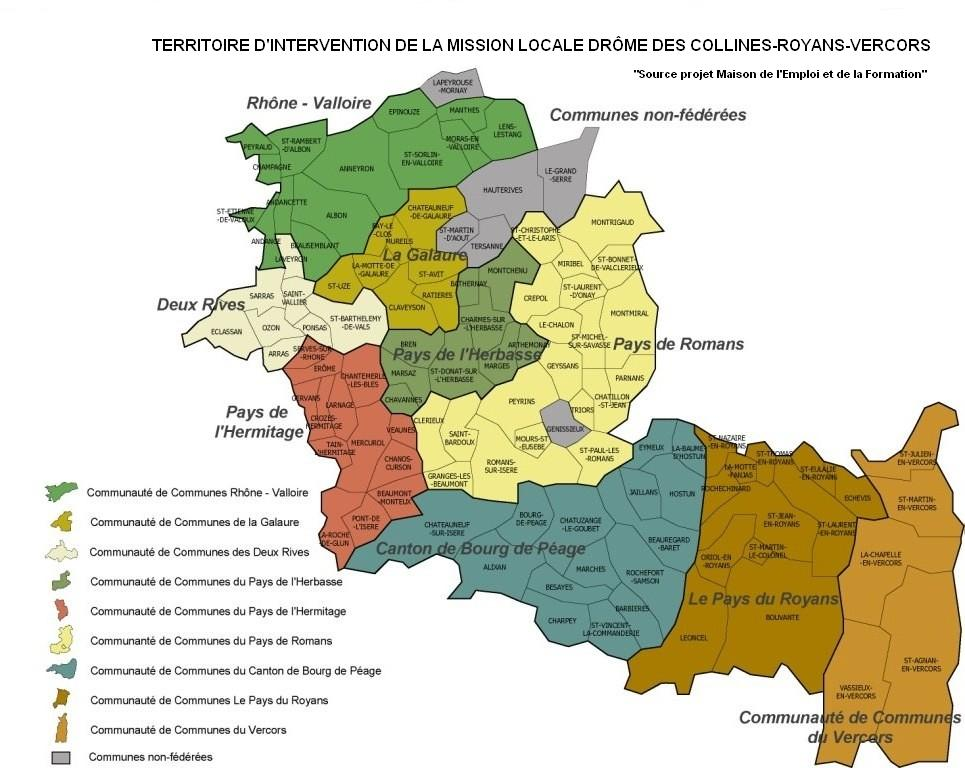 TERRITOIRE D'INTERVENTION DE LA MISSION LOCALE DRÔME DES COLLINES-ROYANS-VERCORS
"Source projet Maison de l'Emploi et de la Formation"
LAPEYROUSE
-MORNAY
Rhône - Valloire
EPINOUZE
MANTHES
Communes non-fédérées
LENS-
LESTANG
MORAS-EN
-VALLOIRE
PEYRAUD
ST-RAMBERT
-D'ALBON
ST-SORLIN-
EN-VALLOIRE
CHAMPAGNE
ANNEYRON
LE-GRAND
-SERRE
HAUTERIVES
ANDANCETTE
ST-ETIENNE
-DE-VALOUX
ALBON
CHATEAUNEUF
-DE-GALAURE
MONTRIGAUD
ANDANCE
BEAUSEMBLANT
LAVEYRON
FAY-LE
-CLOS
MUREILS
ST-MARTIN
-D'AOUT
TERSANNE
ST-CHRISTOPHE
-ET-LE-LARIS
La Galaure
MIRIBEL
ST-BONNET-
DE-VALCLERIEUX
LA-MOTTE-DE
-GALAURE
ST-AVIT
MONTCHENU
BATHERNAY
ST-UZE
RATIERES
CLAVEYSON
ST-LAURENT
-D'ONAY
CREPOL
Deux Rives
SARRAS
SAINT-
VALLIER
ST-BARTHELEMY
-DE-VALS
ECLASSAN
OZON
PONSAS
CHARMES-SUR
-L'HERBASSE
LE-CHALON
MONTMIRAL
ARRAS
SERVES-SUR
-RHONE
BREN
ARTHEMONAY
ST-MICHEL-
SUR-SAVASSE
Pays de Romans
Pays de l'Herbasse
ERÔME
CHANTEMERLE
-LES-BLES
MARSAZ
ST-DONAT-SUR
-L'HERBASSE
MARGES
GEYSSANS
PARNANS
GERVANS
LARNAGE
CHAVANNES
PEYRINS
TRIORS
CHATILLON
-ST-JEAN
Pays de
l'Hermitage
CROZES-
HERMITAGE
VEAUNES
CLERIEUX
GENISSIEUX
TAIN-
L'HERMITAGE
MERCUROL
SAINT-
BARDOUX
MOURS-ST
-EUSEBE
ST-PAUL-LES
-ROMANS
CHANOS-
CURSON
ROMANS-
SUR-ISERE
GRANGES-LES
-BEAUMONT
EYMEUX
LA-BAUME-
D'HOSTUN
ST-NAZAIRE
-EN-ROYANS
ST-THOMAS
-EN-ROYANS
LA-MOTTE
-FANJAS
ST-EULALIE
-EN-ROYANS
ST-JULIEN
-EN-VERCORS
JAILLANS
HOSTUN
ROCHECHINARD
ECHEVIS
ST-MARTIN-
EN-VERCORS
BEAUMONT
-MONTEUX
PONT-DE
-L'ISERE
LA-ROCHE
-DE-GLUN
CHATEAUNEUF
-SUR-ISERE
BOURG-
DE-PEAGE
CHATUZANGE
-LE-GOUBET
ST-JEAN-
EN-ROYANS
ST-LAURENT
-EN-ROYANS
Canton de Bourg de Péage
BEAUREGARD
-BARET
ST-MARTIN-
LE-COLONEL
ORIOL-EN
-ROYANS
LA-CHAPELLE
-EN-VERCORS
ALIXAN
MARCHES
ROCHEFORT
-SAMSON
BESAYES
Le Pays du Royans
BOUVANTE
BARBIERES
CHARPEY
ST-VINCENT-
LA-COMMANDERIE
LEONCEL
ST-AGNAN-
EN-VERCORS
VASSIEUX-
EN-VERCORS
Communauté de Communes
du Vercors
Communauté de Communes Rhône - Valloire
Communauté de Communes de la Galaure
Communauté de Communes des Deux Rives
Communauté de Communes du Pays de l'Herbasse
Communauté de Communes du Pays de l'Hermitage
Communanté de Communes du Pays de Romans
Communauté de Communes du Canton de Bourg de Péage
Communauté de Communes Le Pays du Royans
Communauté de Communes du Vercors
Communes non-fédérées